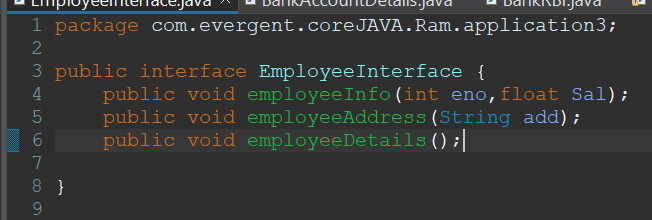 EmployeeInterface.java
BankAccountDetails.java
BankRBI.java
1 package com.evergent.coreJAVA.Ram.application3;
2
3 public interface EmployeeInterface {
4 public void employeeInfo(int eno,float Sal);
5 public void employeeAddress(String add);
6 public void employeeDetails();
7
8 }
9